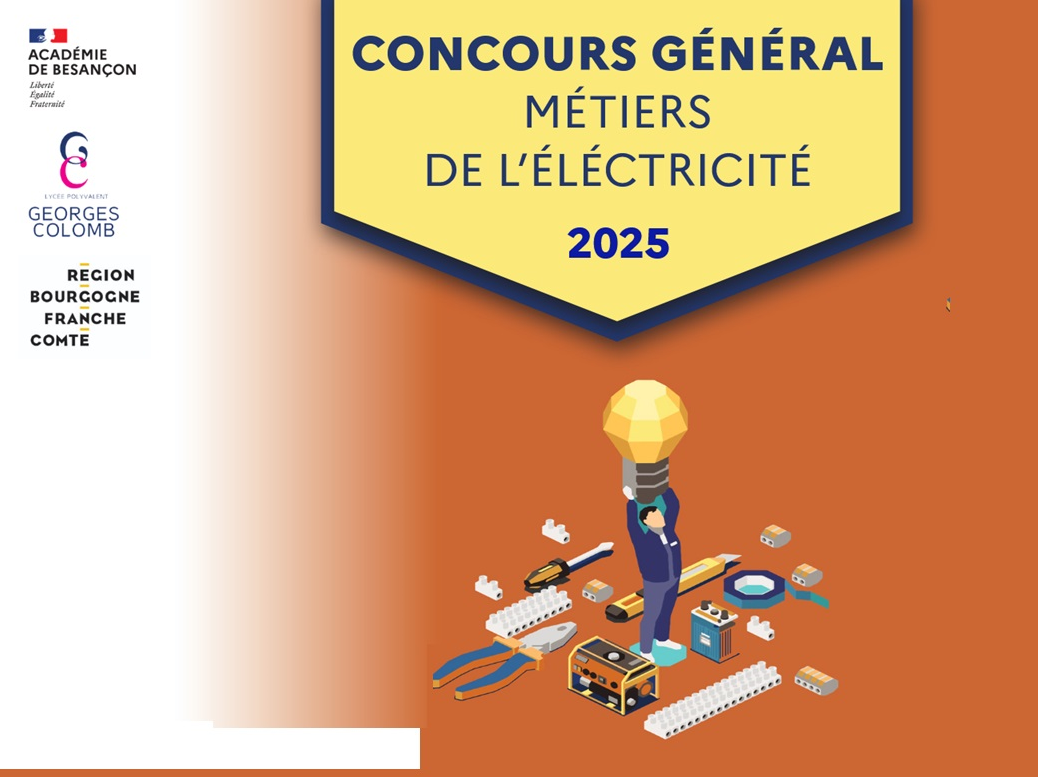 ACADÉMIE
DE BESANÇON
Liberté
Égalité
Fraternité
GC
LYCÉE POLYVALENT
GEORGES
COLOMB
REGION
BOURGOGNE
FRANCHE
COMTE
CONCOURS GÉNÉRAL
MÉTIERS
DE L'ÉLÉCTRICITÉ
2025